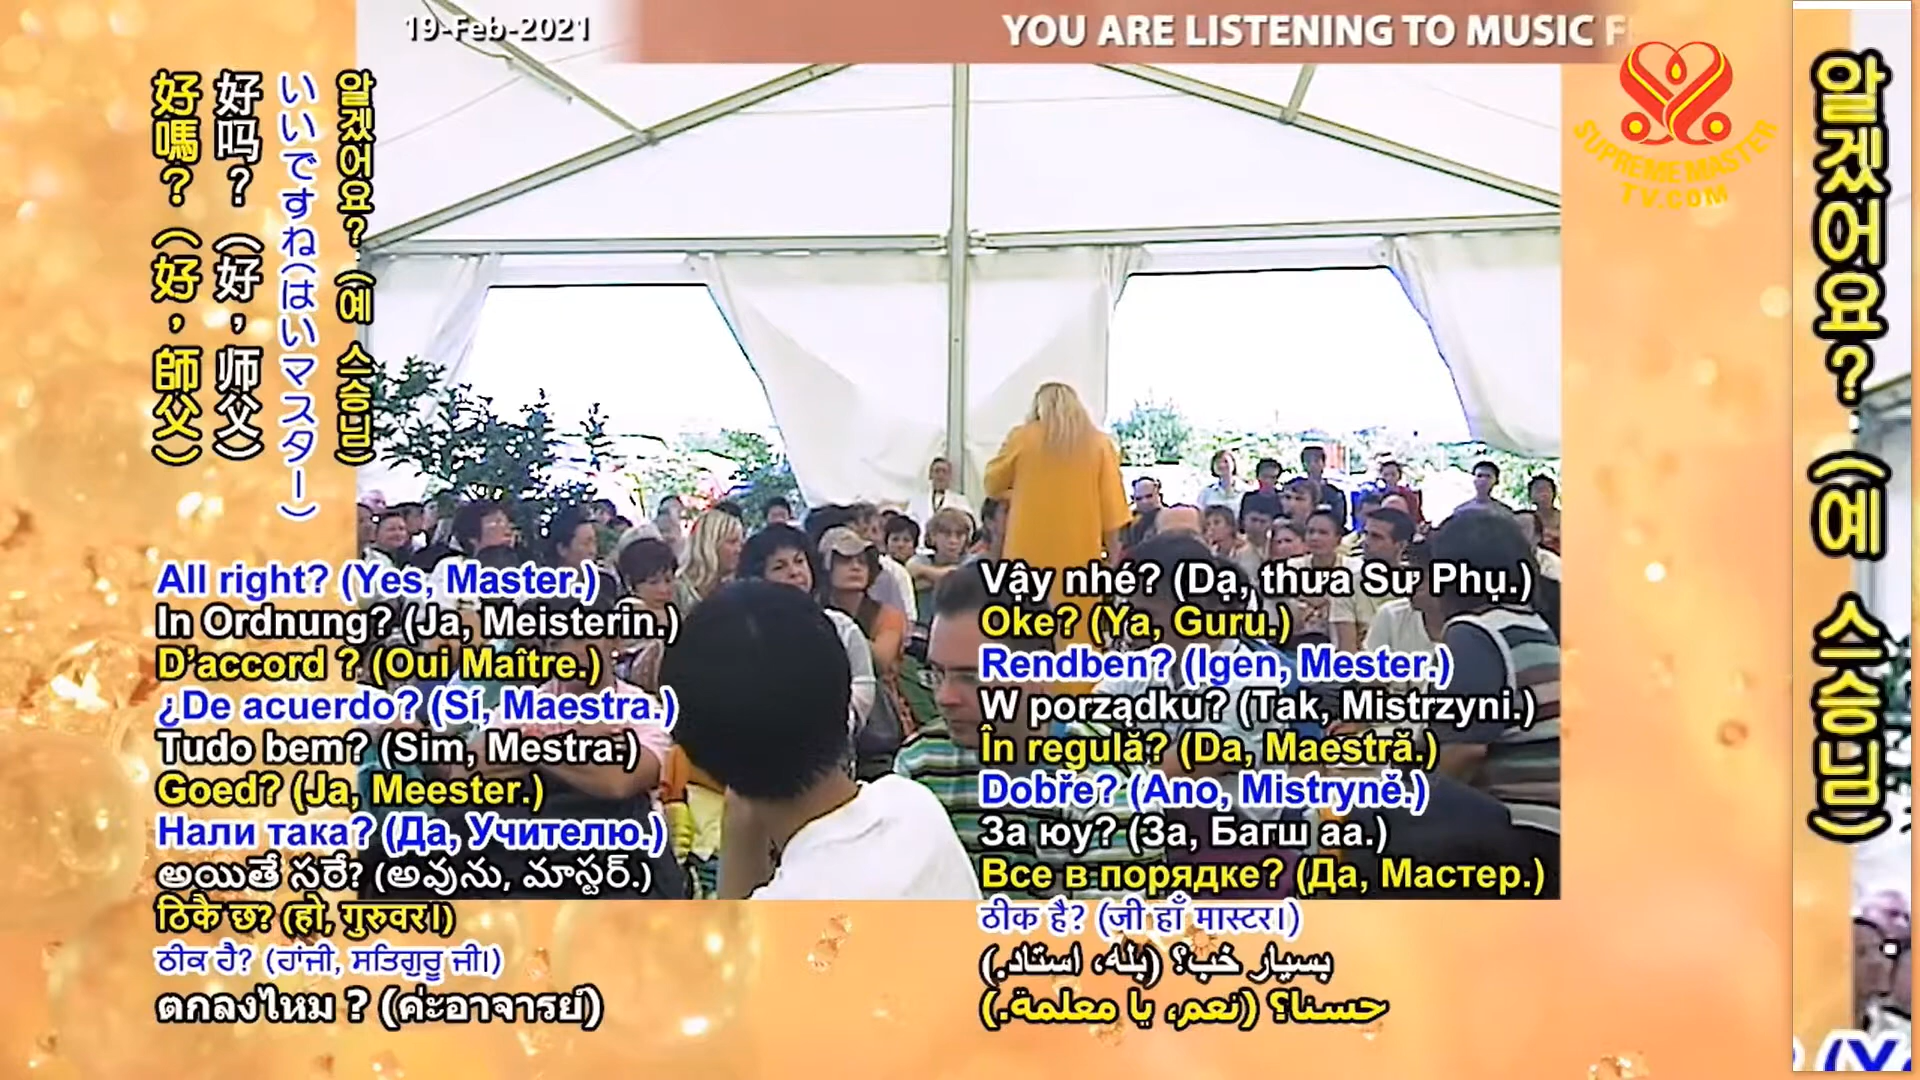 19-Feb-2021
YOU ARE LISTENING TO MUSIC
SUPREME MASTER
TV.COM
알겠어요? (예 스승님)
いいですね(はいマスター)
好吗？（好，师父）
好嗎？（好，師父）
All right? (Yes, Master.)
In Ordnung? (Ja, Meisterin.)
D’accord ? (Oui Maître.)
¿De acuerdo? (Sí, Maestra.)
Tudo bem? (Sim, Mestra.)
Goed? (Ja, Meester.)
Нали така? (Да, Учителю.)
అయితే సరే? (అవును, మాస్టర్.)
ठिकै छ? (हो, गुरुवर।)
ਠੀਕ ਹੈ? (ਹਾਂਜੀ, ਸਤਿਗੁਰੂ ਜੀ।)
ตกลงไหม ? (ค่ะอาจารย์)
Vậy nhé? (Dạ, thưa Sư Phụ.)
Oke? (Ya, Guru.)
Rendben? (Igen, Mester.)
W porządku? (Tak, Mistrzyni.)
În regulă? (Da, Maestră.)
Dobře? (Ano, Mistryně.)
За юу? (За, Багш аа.)
Все в порядке? (Да, Мастер.)
ठीक है? (जी हाँ मास्टर।)
بسیار خب؟ (بله، استاد.)
حسنا؟ (نعم، يا معلمة.)
알겠어요? (예 스승님)